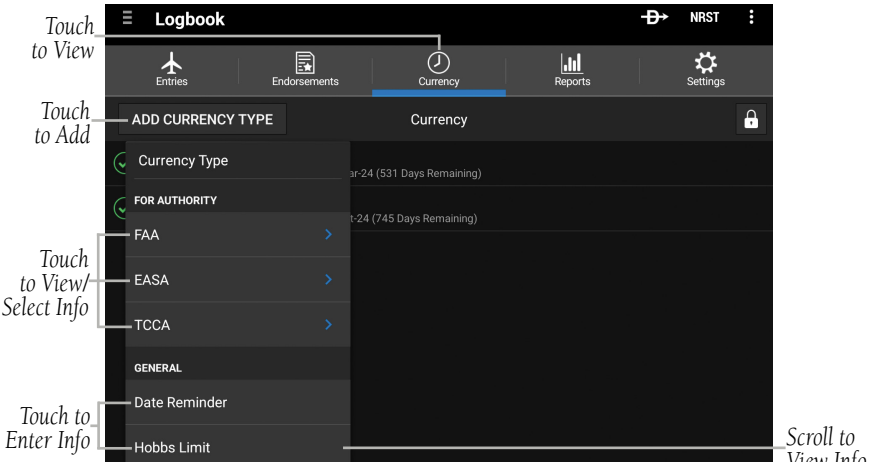 Touch
to View
Logbook
NRST
Entries
Endorsements
Currency
Reports
Settings
Touch
to Add
ADD CURRENCY TYPE
Currency
Currency Type
ar-24 (531 Days Remaining)
FOR AUTHORITY
t-24 (745 Days Remaining)
FAA
EASA
TCCA
Touch
to View/
Select Info
GENERAL
Date Reminder
Hobbs Limit
Touch to
Enter Info
Scroll to
View Info